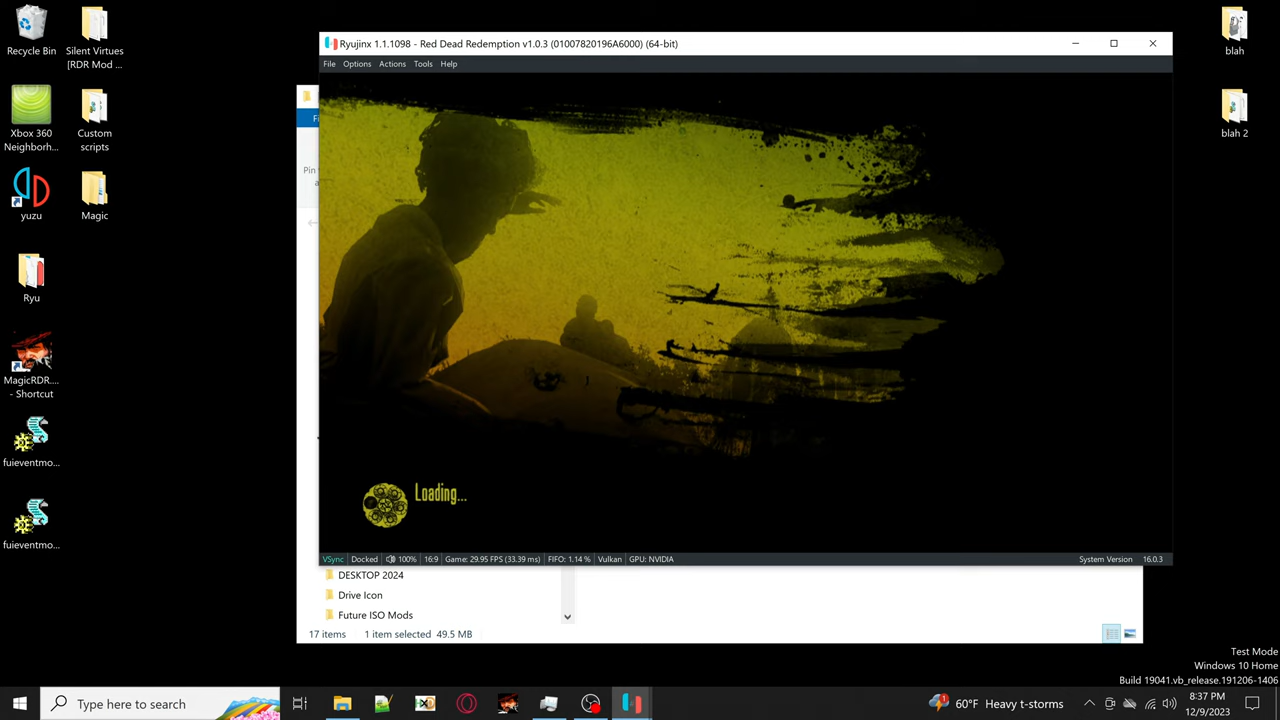 Recycle Bin
Silent Virtues
[RDR Mod ...
Xbox 360
Neighborh...
Custom
scripts
yuzu
Magic
Ryu
MagicRDR....
- Shortcut
fuieventmo...
fuieventmo...
blah
blah 2
Ryujinx 1.1.1098 - Red Dead Redemption v1.0.3 (01007820196A6000) (64-bit)
File Options Actions Tools Help
Fi
Pin
Loading...
VSync Docked 100% 16:9 Game: 29.95 FPS (33.39 ms) FIFO: 1.14 % Vulkan GPU: NVIDIA System Version 16.0.3
DESKTOP 2024
Drive Icon
Future ISO Mods
17 items 1 item selected 49.5 MB
Test Mode
Windows 10 Home
Build 19041.vb_release.191206-1406
Type here to search
60°F Heavy t-storms
8:37 PM
12/9/2023